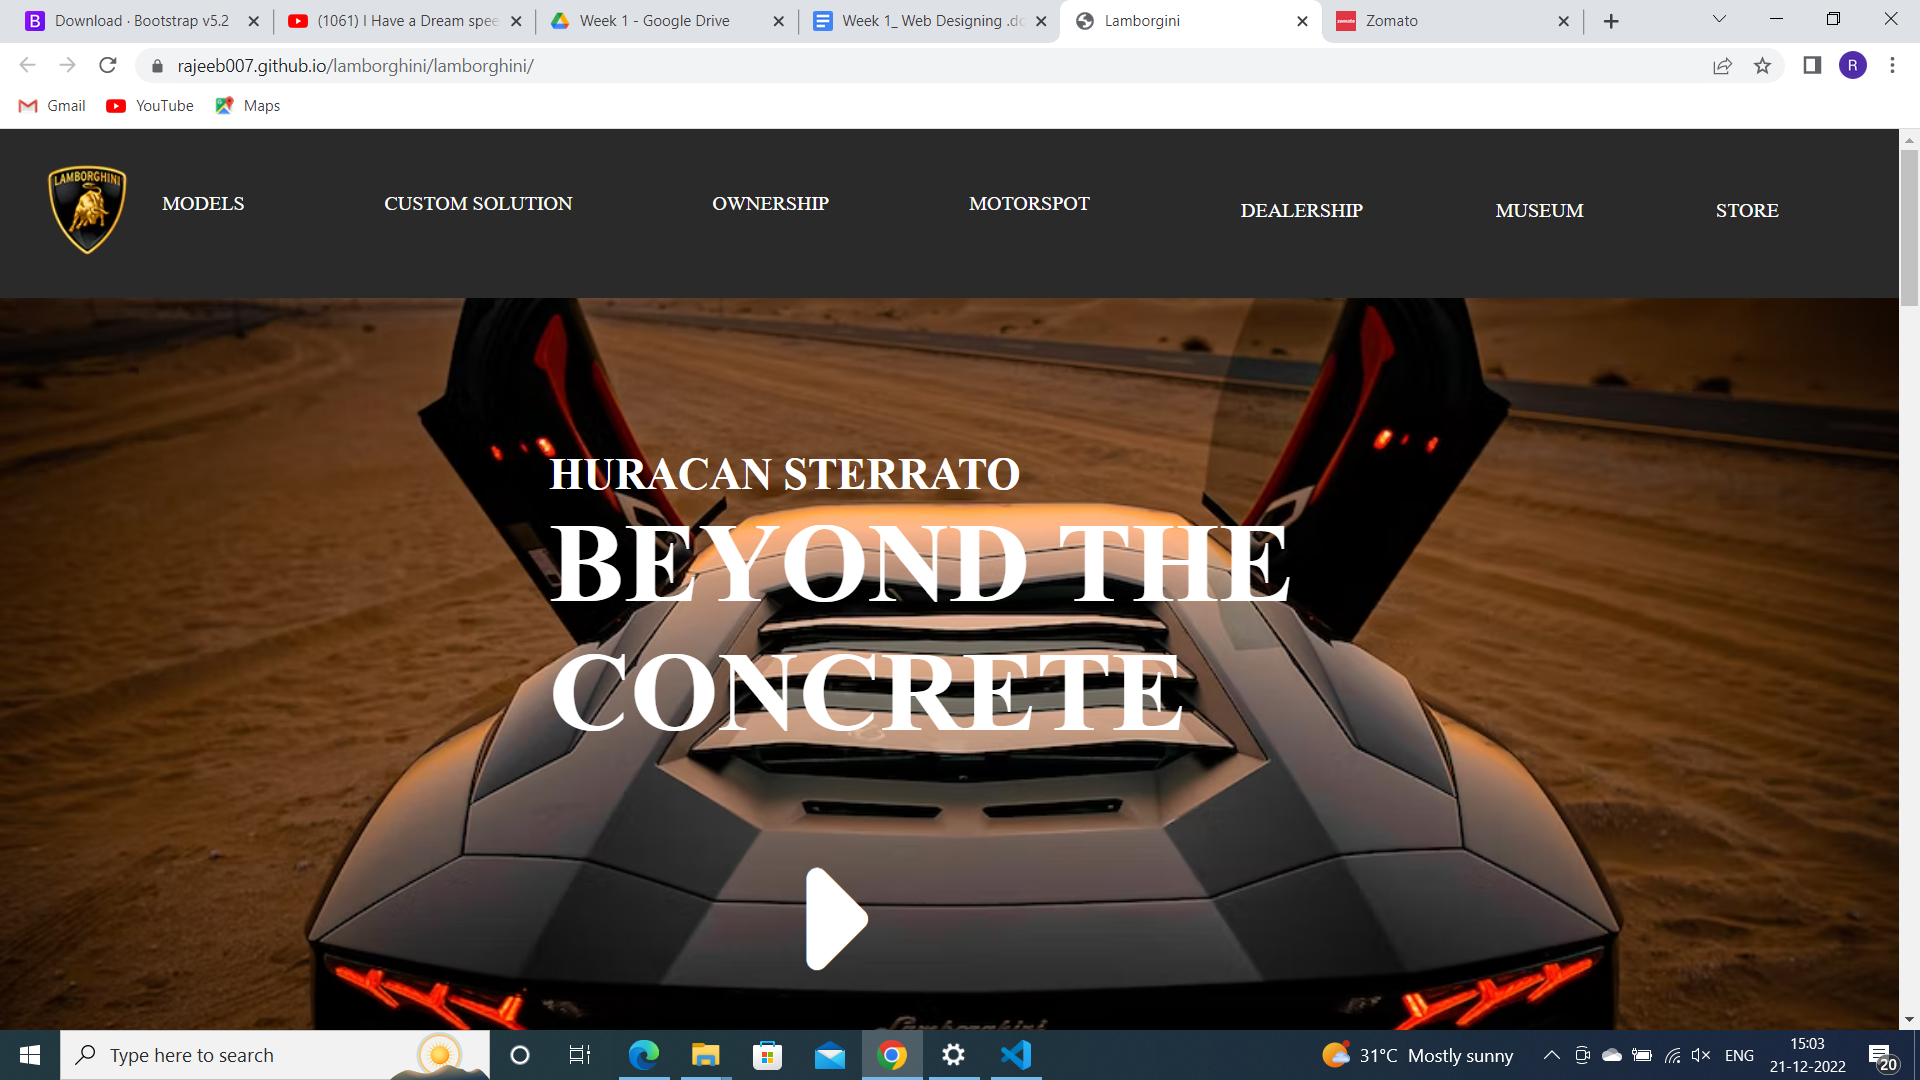 Download · Bootstrap v5.2
(1061) I Have a Dream spee
Week 1 - Google Drive
Week 1_ Web Designing .do
Lamborgini
Zomato
rajeeb007.github.io/lamborghini/lamborghini/
R
Gmail
YouTube
Maps
LAMBORGHINI
MODELS
CUSTOM SOLUTION
OWNERSHIP
MOTORSPOT
DEALERSHIP
MUSEUM
STORE
HURACAN STERRATO
BEYOND THE
CONCRETE
Lamborghini
Type here to search
31°C Mostly sunny
ENG
15:03
21-12-2022
20